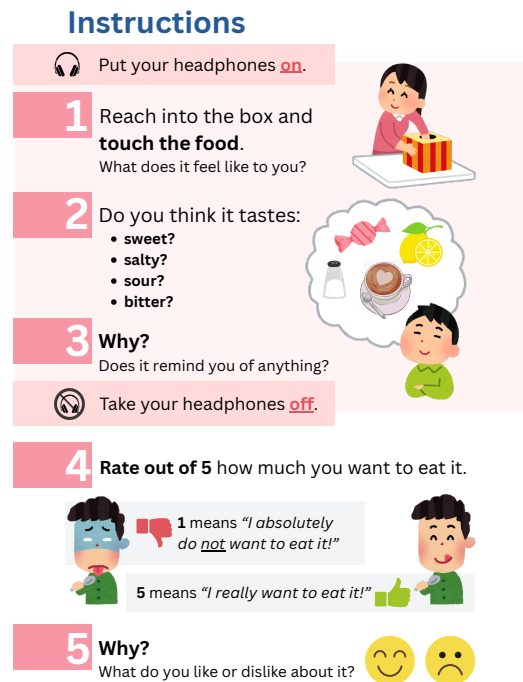 Instructions
Put your headphones on.
1
Reach into the box and
touch the food.
What does it feel like to you?
2
Do you think it tastes:
• sweet?
• salty?
• sour?
• bitter?
3
Why?
Does it remind you of anything?
Take your headphones off.
4
Rate out of 5 how much you want to eat it.
1 means “I absolutely
do not want to eat it!”
5 means “I really want to eat it!”
5
Why?
What do you like or dislike about it?